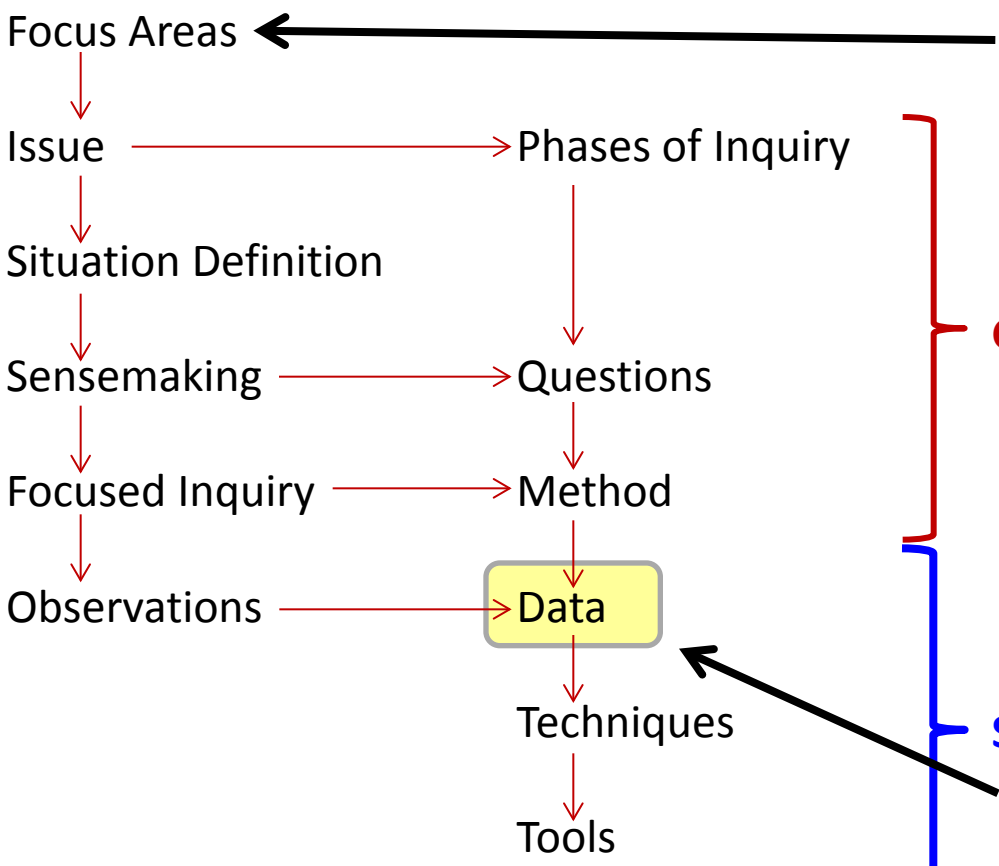 Focus Areas
Issue
Phases of Inquiry
Situation Definition
Sensemaking
Questions
Focused Inquiry
Method
Observations
Data
Techniques
Tools